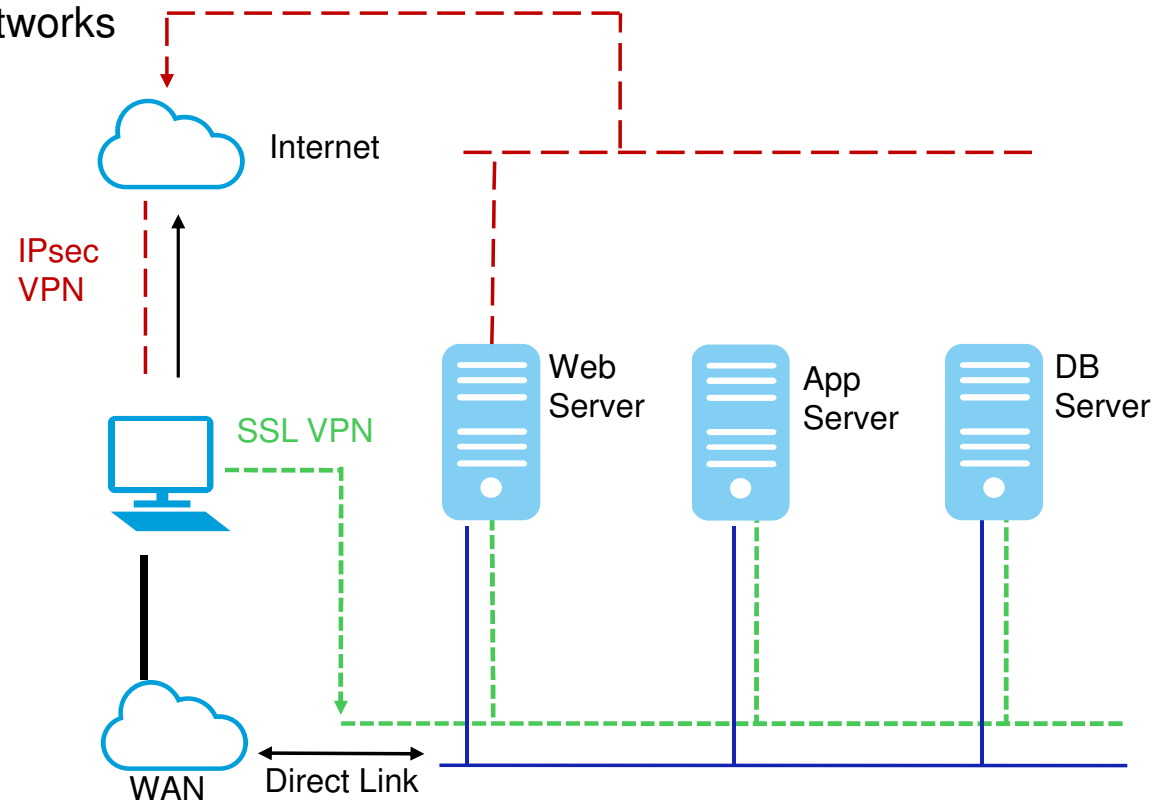 tworks
Internet
IPsec
VPN
Web
Server
App
Server
DB
Server
SSL VPN
WAN
Direct Link